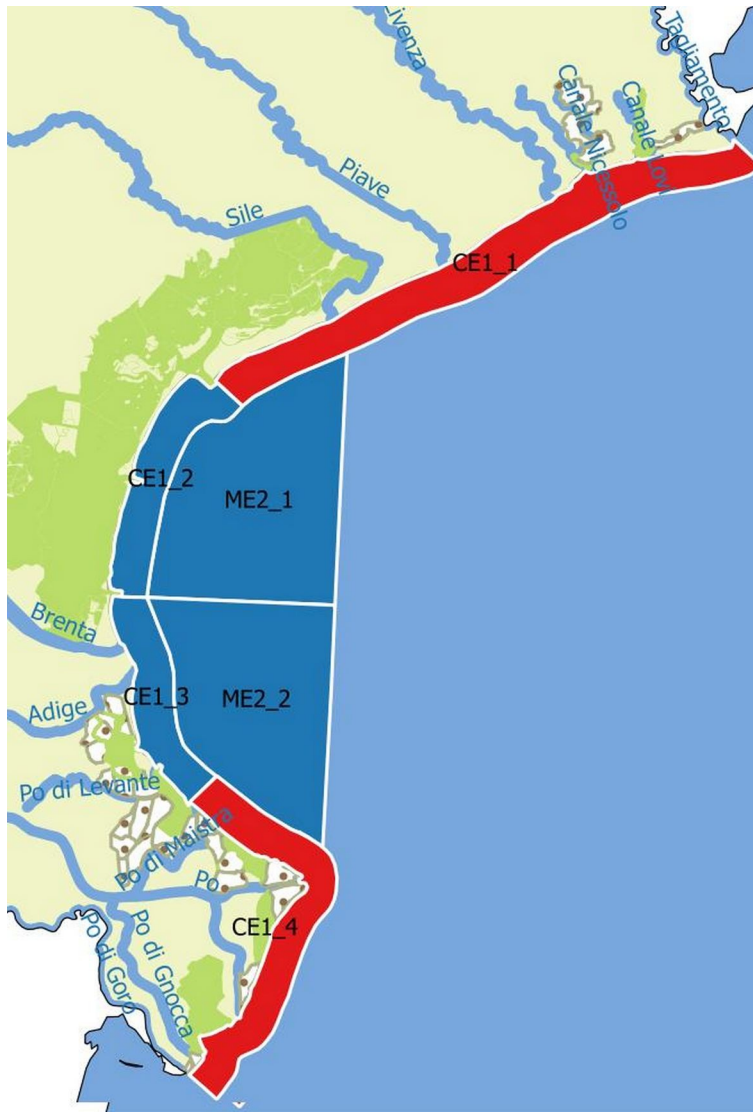 Livenza
Tagliamento
Canale Nicessolo
Canale Lovi
Piave
Sile
CE1_1
CE1_2
ME2_1
Brenta
CE1_3
ME2_2
Adige
Po di Levante
Po di Maistra
Po
CE1_4
Po di Gnocca
Po di Goro